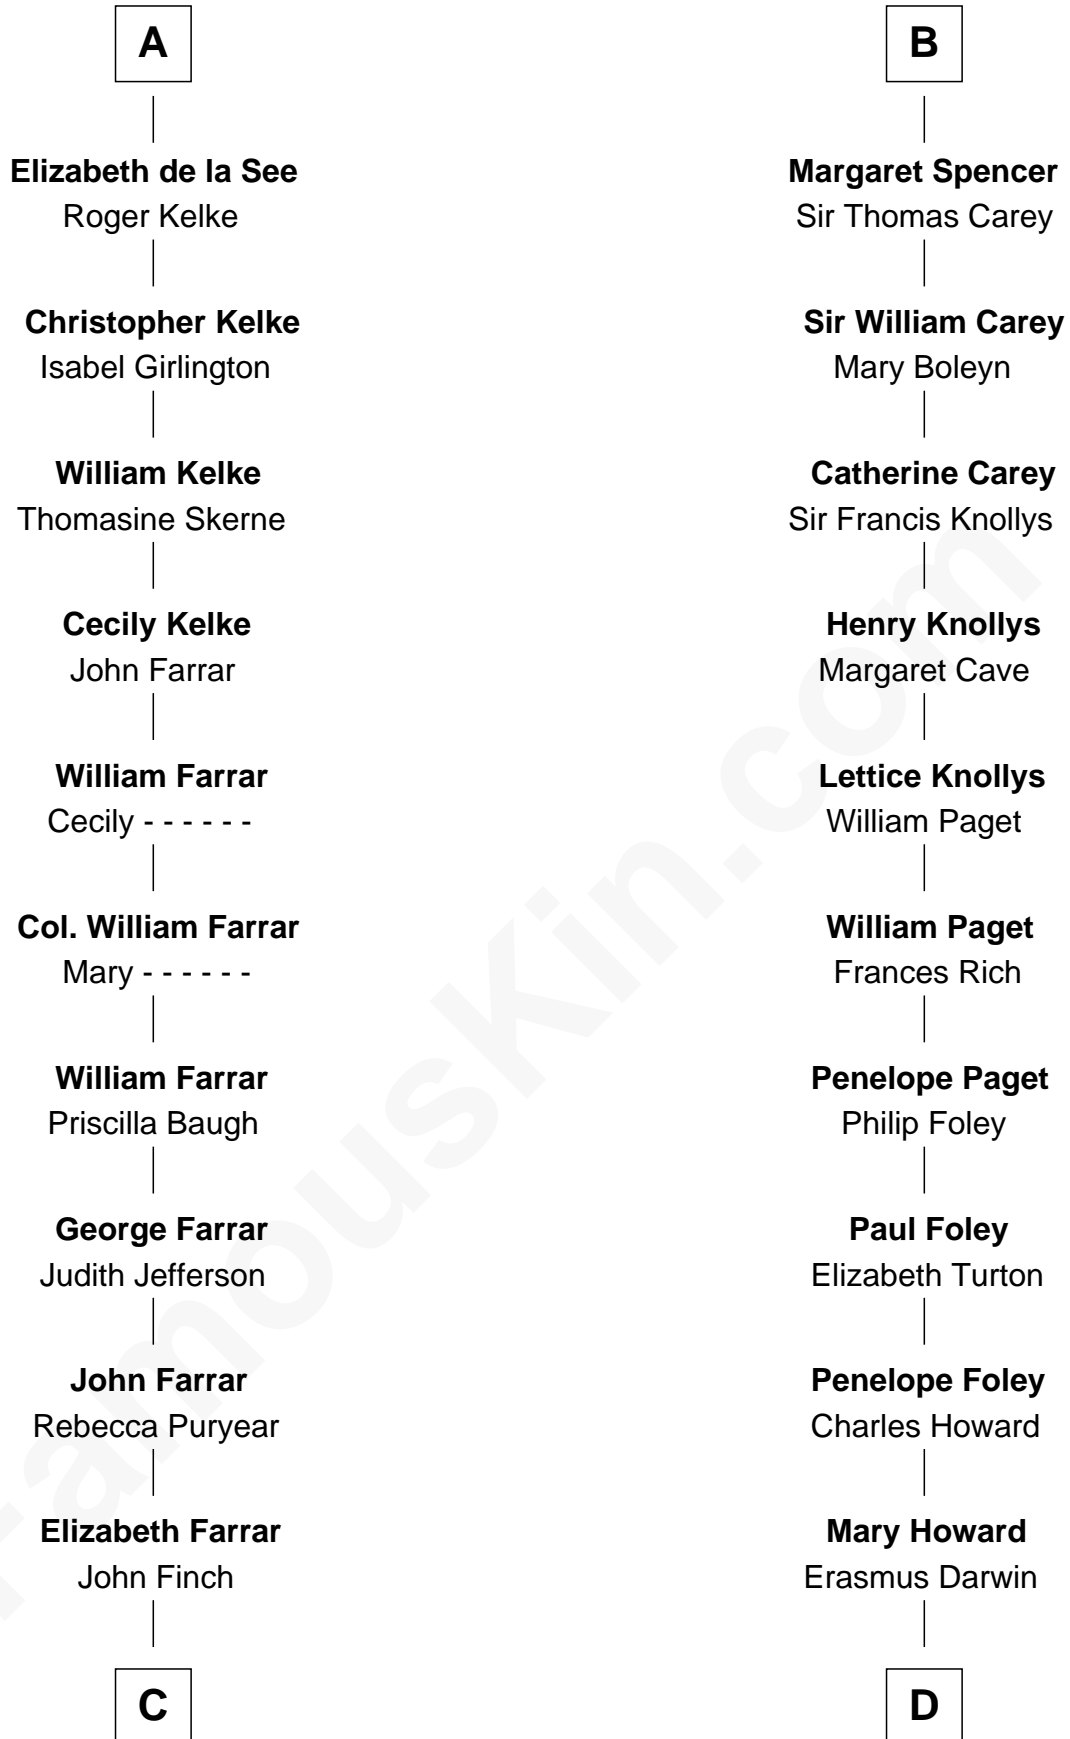 A
Elizabeth de la See
Roger Kelke
Christopher Kelke
Isabel Girlington
William Kelke
Thomasine Skerne
Cecily Kelke
John Farrar
William Farrar
Cecily - - - - - -
Col. William Farrar
Mary - - - - - -
William Farrar
Priscilla Baugh
George Farrar
Judith Jefferson
John Farrar
Rebecca Puryear
Elizabeth Farrar
John Finch
C
B
Margaret Spencer
Sir Thomas Carey
Sir William Carey
Mary Boleyn
Catherine Carey
Sir Francis Knollys
Henry Knollys
Margaret Cave
Lettice Knollys
William Paget
William Paget
Frances Rich
Penelope Paget
Philip Foley
Paul Foley
Elizabeth Turton
Penelope Foley
Charles Howard
Mary Howard
Erasmus Darwin
D
FamousKin.com